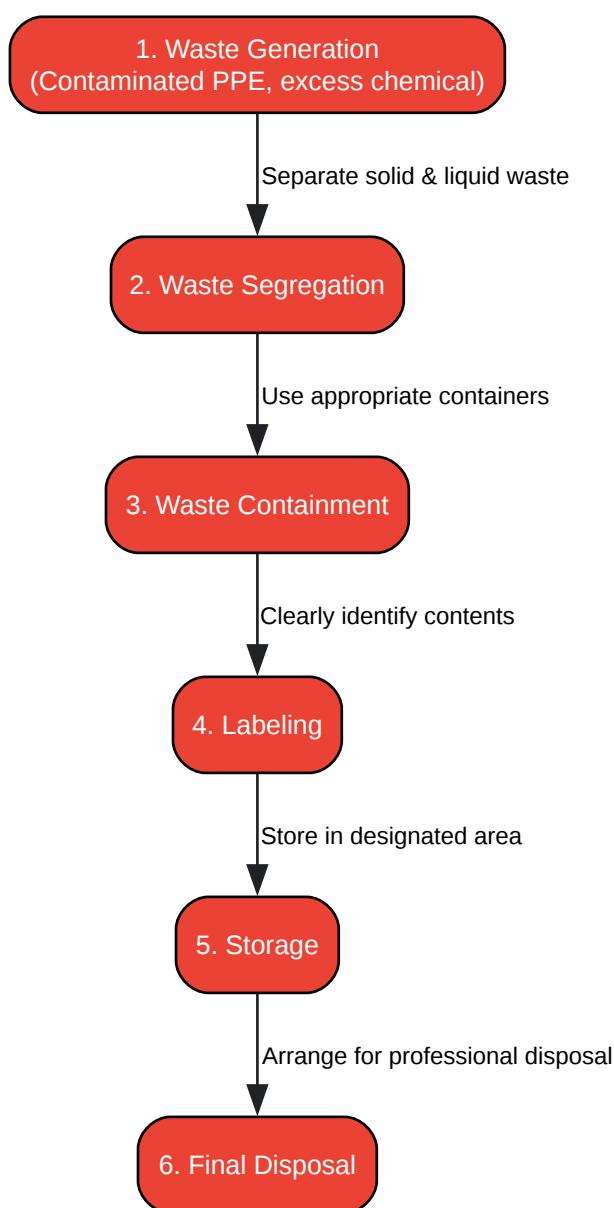 1. Waste Generation
(Contaminated PPE, excess chemical)
Separate solid & liquid waste
2. Waste Segregation
Use appropriate containers
3. Waste Containment
Clearly identify contents
4. Labeling
Store in designated area
5. Storage
Arrange for professional disposal
6. Final Disposal